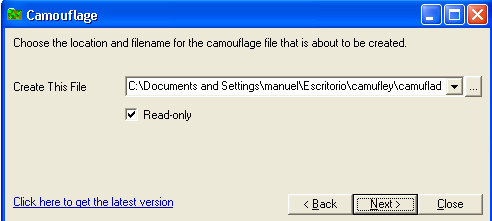 Camouflage
Choose the location and filename for the camouflage file that is about to be created.
Create This File
C:\Documents and Settings\manuel\Escritorio\camufley\camuflad
...
Read-only
Click here to get the latest version
< Back
Next >
Close